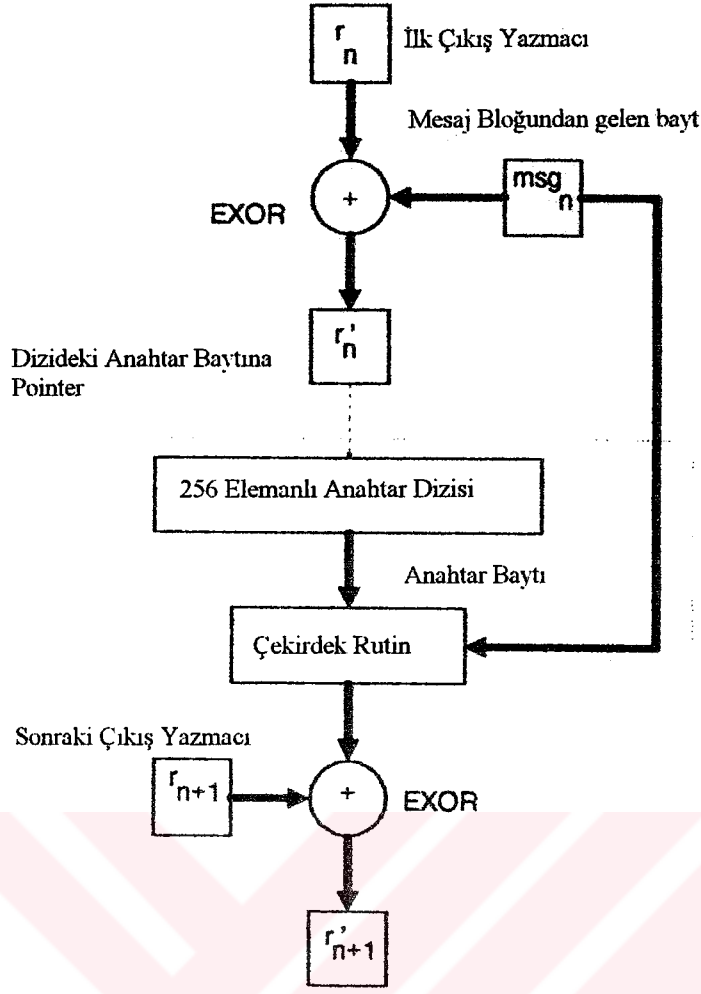 r n
İlk Çıkış Yazmacı
Mesaj Bloğundan gelen bayt
msg n
+
EXOR
r'n
Dizideki Anahtar Baytına
Pointer
256 Elemanlı Anahtar Dizisi
Anahtar Baytı
Çekirdek Rutin
Sonraki Çıkış Yazmacı
r n+1
+
EXOR
r'n+1